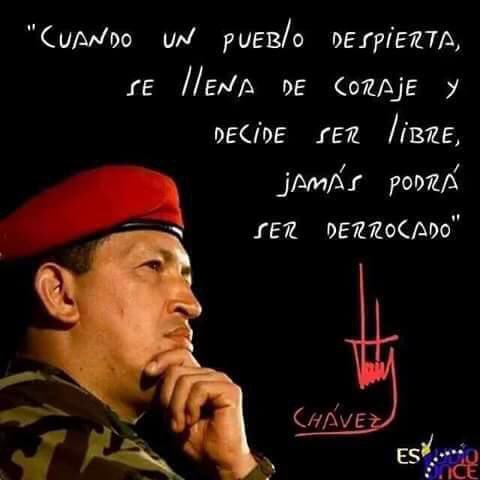 "CUANDO UN PUEBLO DESPIERTA,
SE LLENA DE CORAJE Y
DECIDE SER LIBRE,
JAMÁS PODRÁ
SER DERROCADO"
CHÁVEZ